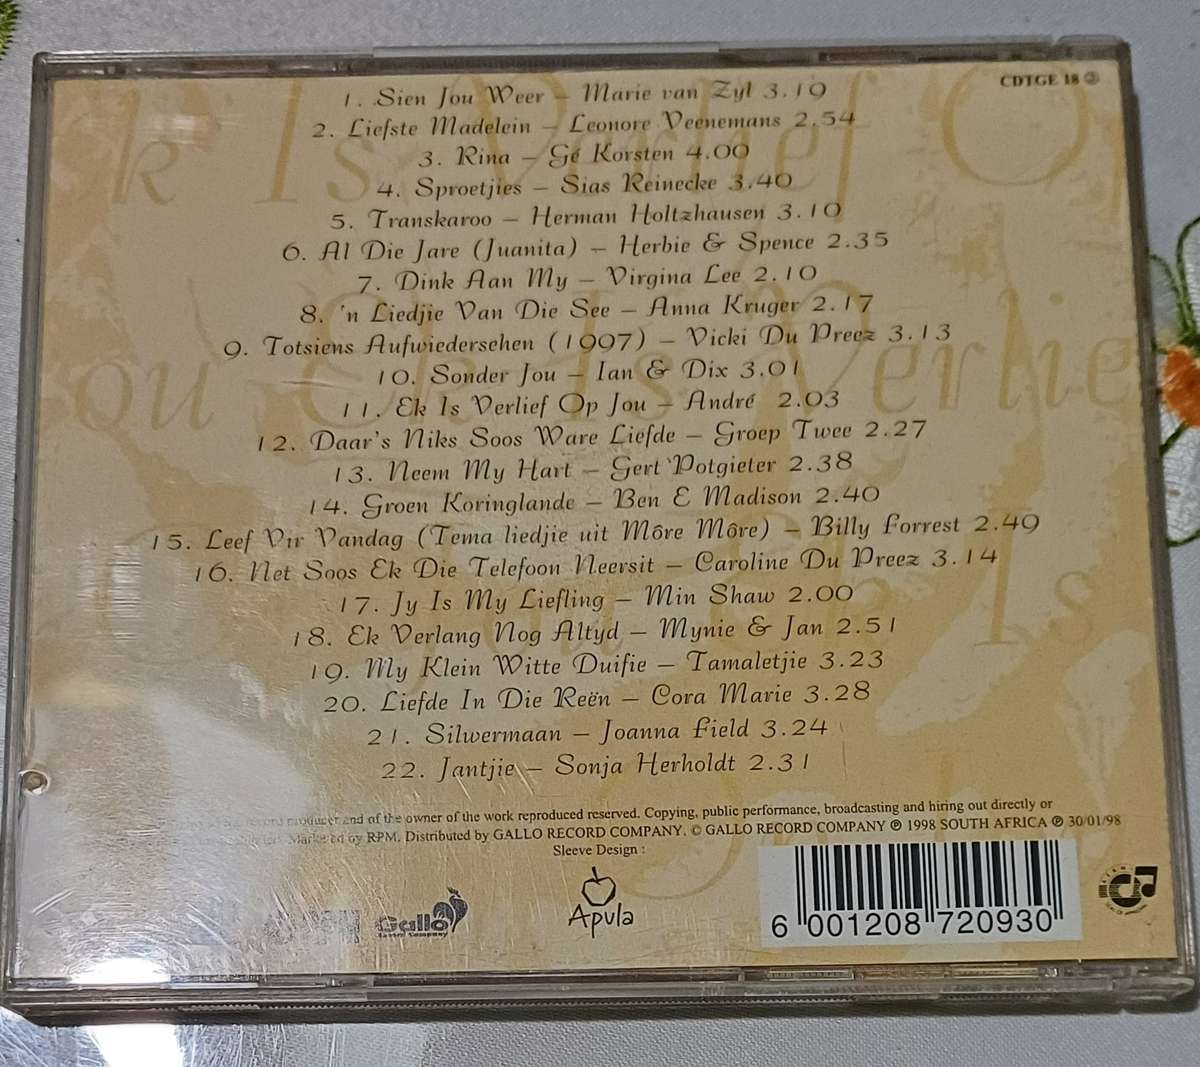 CDTGE 18
1. Sien Jou Weer – Marie van Zyl 3.19
2. Liefste Madelein – Leonore Veenemans 2.54
3. Rina – Gé Korsten 4.00
4. Sproetjies – Sias Reinecke 3.40
5. Transkaroo – Herman Holtzhausen 3.10
6. Al Die Jare (Juanita) – Herbie & Spence 2.35
7. Dink Aan My – Virgina Lee 2.10
8. 'n Liedjie Van Die See – Anna Kruger 2.17
9. Totsiens Aufwiedersehen (1997) – Vicki Du Preez 3.13
10. Sonder Jou – Ian & Dix 3.01
11. Ek Is Verlief Op Jou – André 2.03
12. Daar's Niks Soos Ware Liefde – Groep Twee 2.27
13. Neem My Hart – Gert Potgieter 2.38
14. Groen Koringlande – Ben E Madison 2.40
15. Leef Vir Vandag (Tema liedjie uit Môre Môre) – Billy Forrest 2.49
16. Net Soos Ek Die Telefoon Neersit – Caroline Du Preez 3.14
17. Jy Is My Liefling – Min Shaw 2.00
18. Ek Verlang Nog Altyd – Mynie & Jan 2.51
19. My Klein Witte Duifie – Tamaletjie 3.23
20. Liefde In Die Reën – Cora Marie 3.28
21. Silwermaan – Joanna Field 3.24
22. Jantjie – Sonja Herholdt 2.31
record producer and of the owner of the work reproduced reserved. Copying, public performance, broadcasting and hiring out directly or
Marketed by RPM. Distributed by GALLO RECORD COMPANY. © GALLO RECORD COMPANY ℗ 1998 SOUTH AFRICA ℗ 30/01/98
Sleeve Design :
Gallo
Record Company
Apula
6 001208 720930